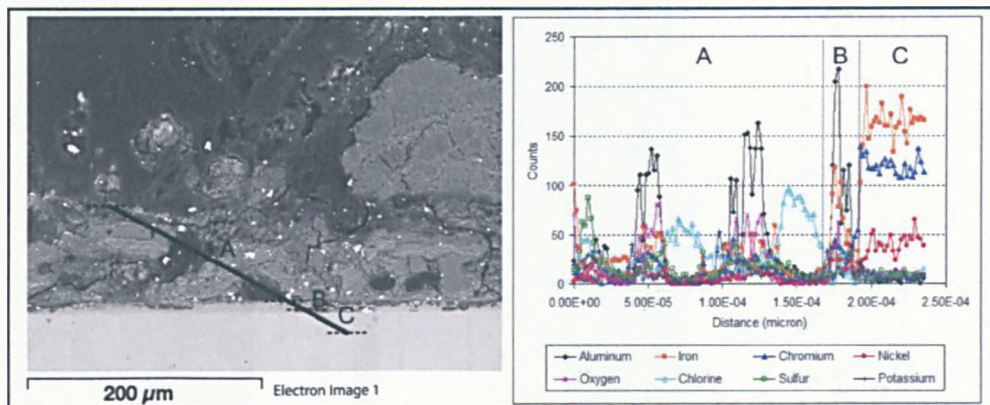 A
B
C
200 µm
Electron Image 1
250
200
150
100
50
0
Counts
A
B
C
0.00E+00
5.00E-05
1.00E-04
1.50E-04
2.00E-04
2.50E-04
Distance (micron)
Aluminum
Iron
Chromium
Nickel
Oxygen
Chlorine
Sulfur
Potassium